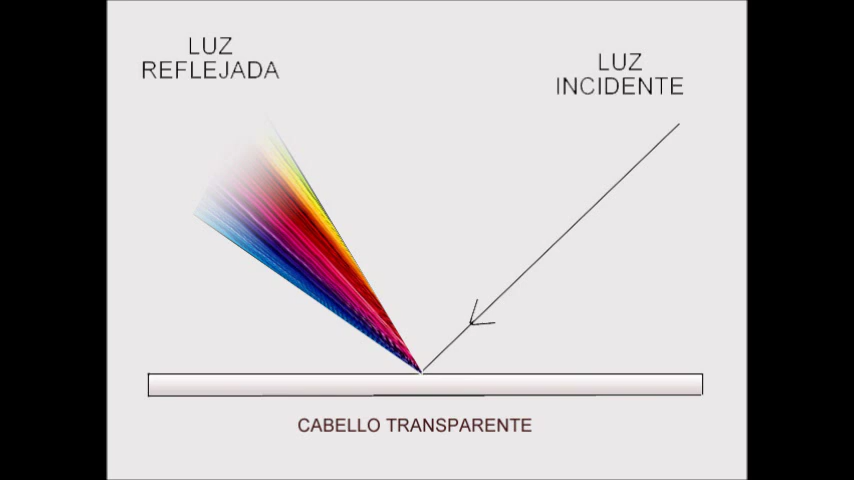 LUZ
REFLEJADA
LUZ
INCIDENTE
CABELLO TRANSPARENTE